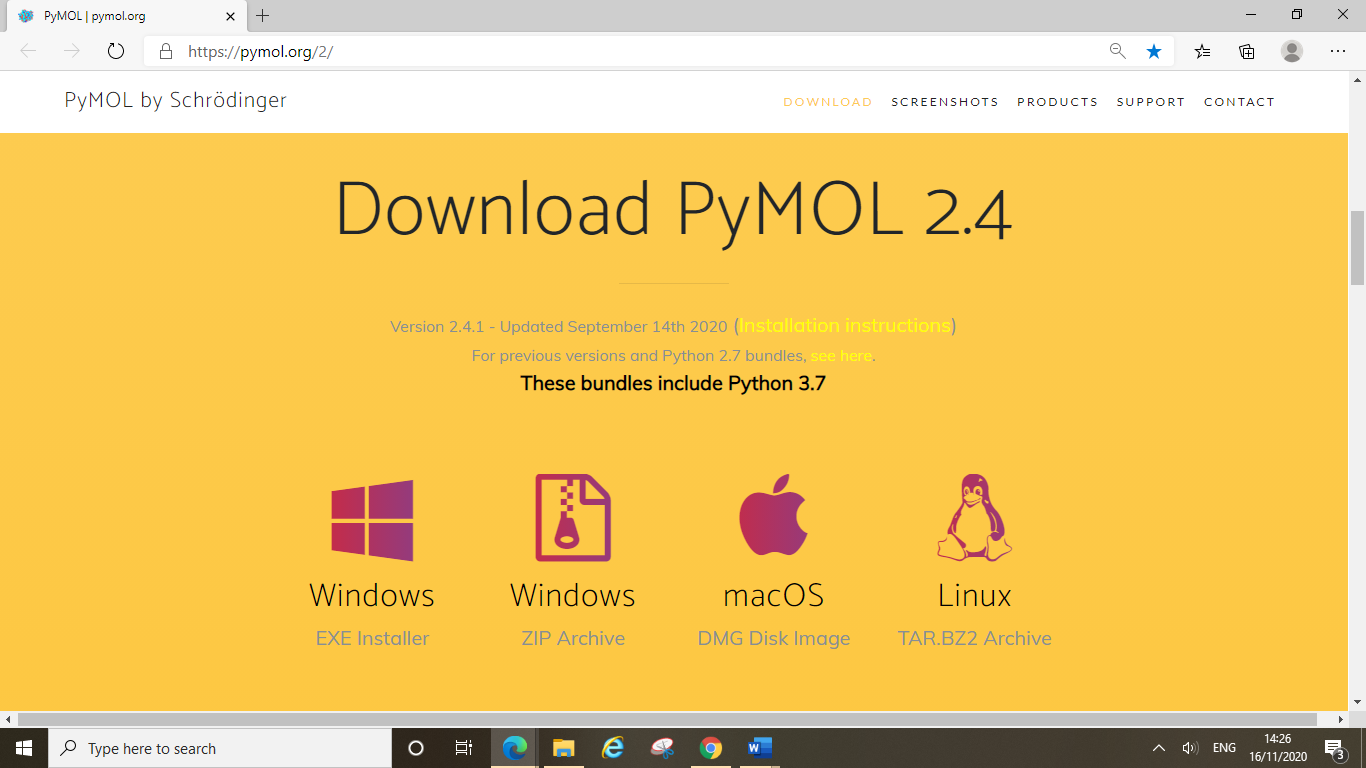 PyMOL | pymol.org
https://pymol.org/2/
PyMOL by Schrödinger
DOWNLOAD SCREENSHOTS PRODUCTS SUPPORT CONTACT
Download PyMOL 2.4
Version 2.4.1 - Updated September 14th 2020 (Installation instructions)
For previous versions and Python 2.7 bundles, see here.
These bundles include Python 3.7
Windows Windows macOS Linux
EXE Installer ZIP Archive DMG Disk Image TAR.BZ2 Archive
Type here to search
ENG
14:26
16/11/2020
3